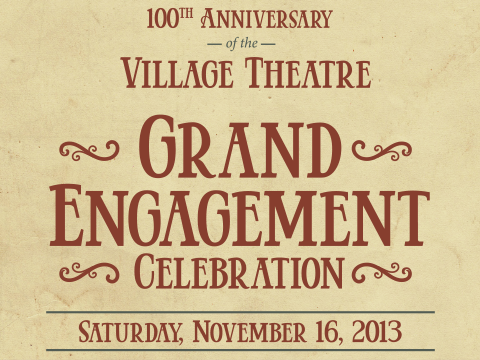 100TH ANNIVERSARY
— of the —
VILLAGE THEATRE
GRAND
ENGAGEMENT
CELEBRATION
SATURDAY, NOVEMBER 16, 2013